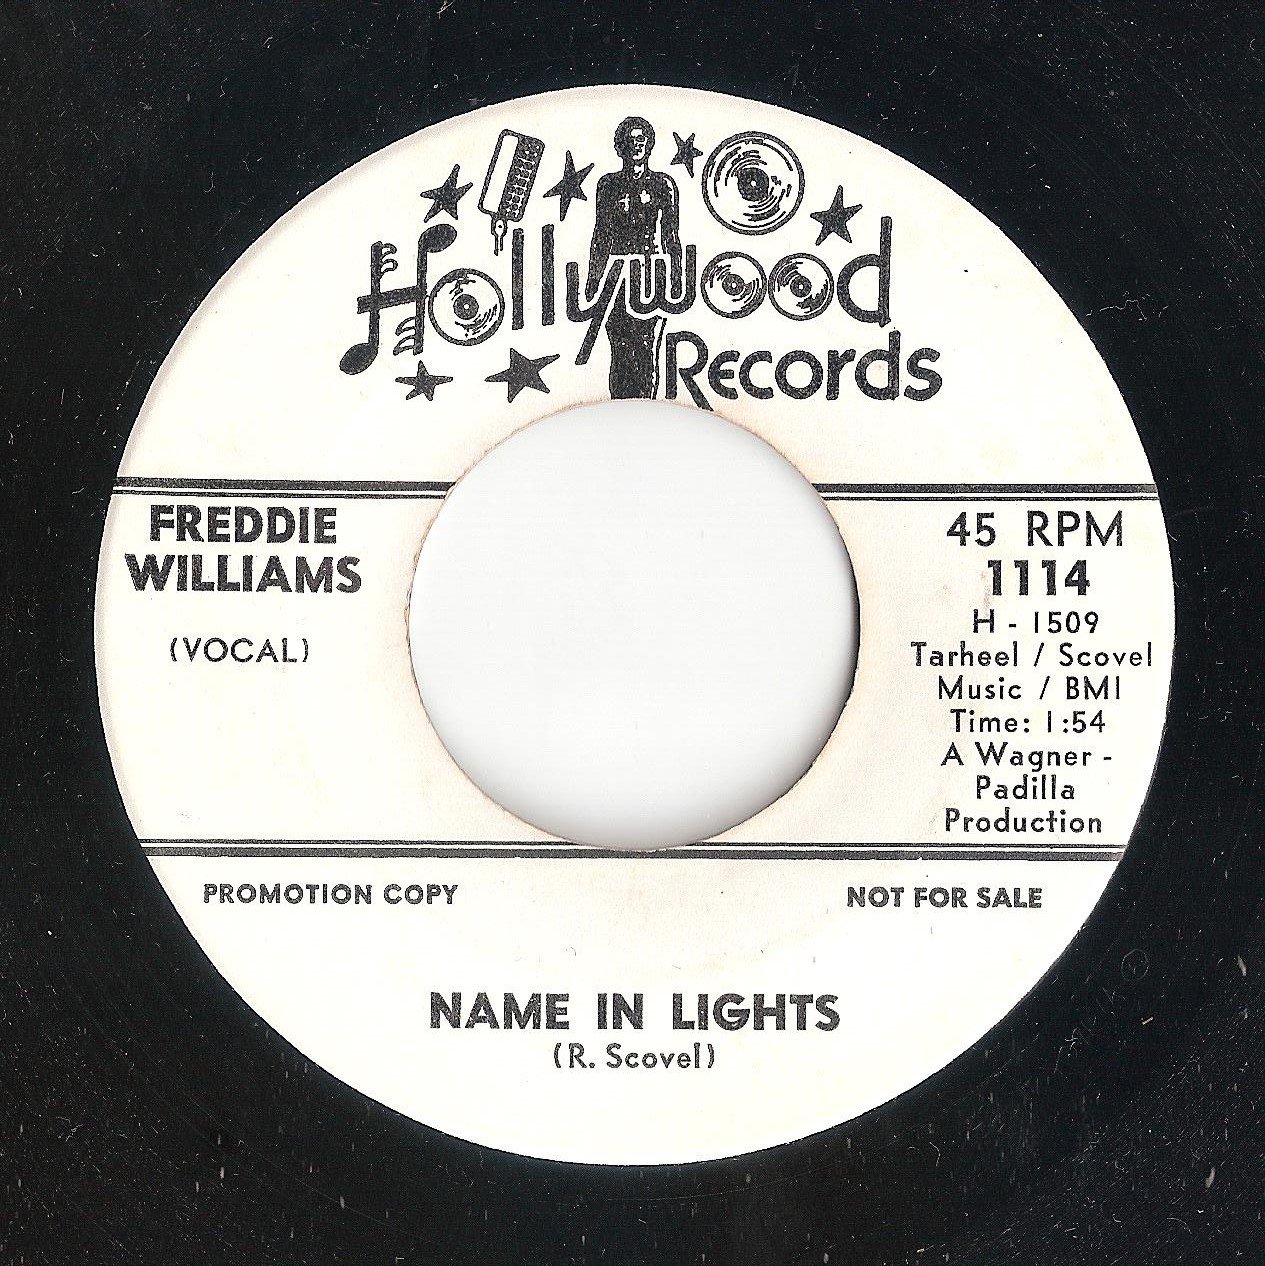 Hollywood
Records
FREDDIE
WILLIAMS
(VOCAL)
45 RPM
1114
H - 1509
Tarheel / Scovel
Music / BMI
Time: 1:54
A Wagner -
Padilla
Production
PROMOTION COPY
NOT FOR SALE
NAME IN LIGHTS
(R. Scovel)